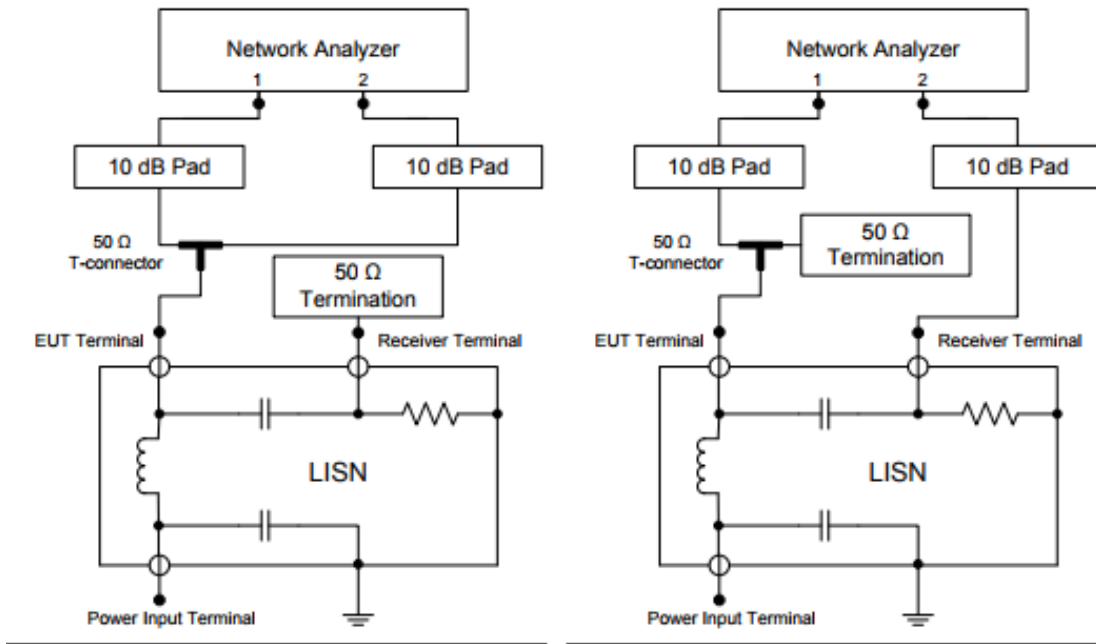 Network Analyzer
1
2
10 dB Pad
10 dB Pad
50 Ω
T-connector
50 Ω
Termination
EUT Terminal
Receiver Terminal
LISN
Power Input Terminal
Network Analyzer
1
2
10 dB Pad
10 dB Pad
50 Ω
T-connector
50 Ω
Termination
EUT Terminal
Receiver Terminal
LISN
Power Input Terminal